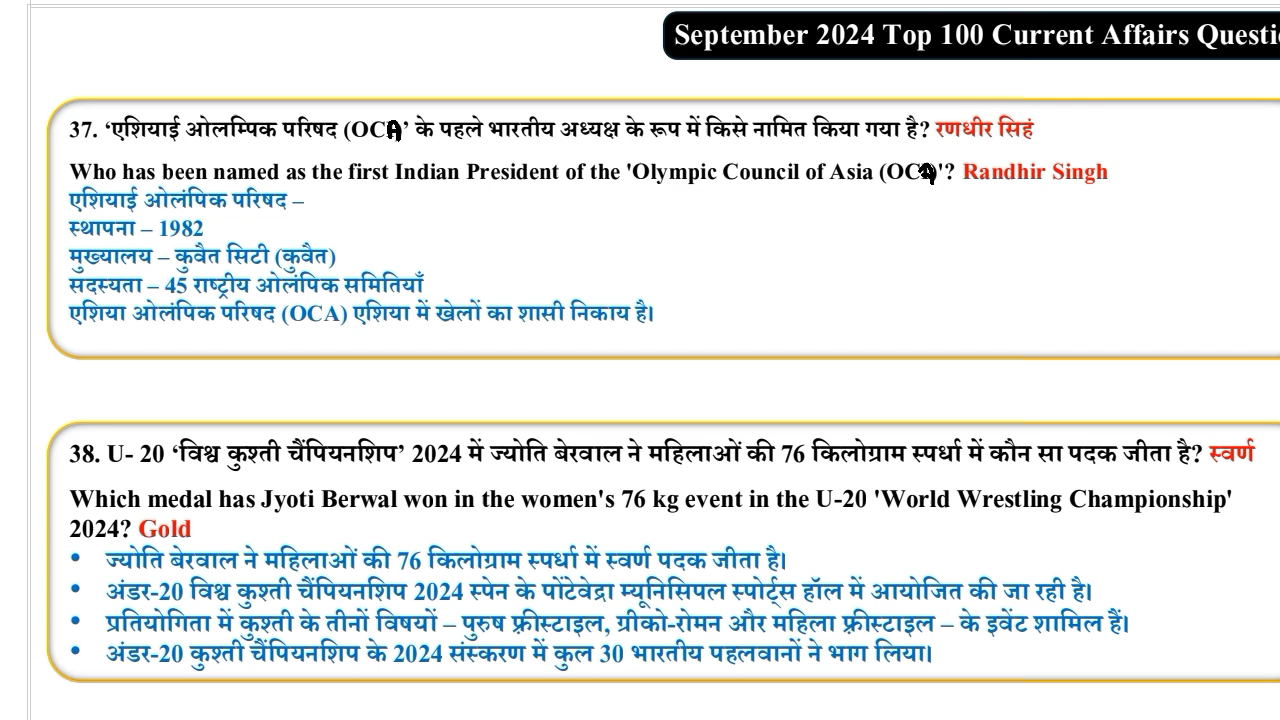 September 2024 Top 100 Current Affairs Questi
37. ‘एशियाई ओलम्पिक परिषद (OCA’ के पहले भारतीय अध्यक्ष के रूप में किसे नामित किया गया है? रणधीर सिहं
Who has been named as the first Indian President of the 'Olympic Council of Asia (OCA'? Randhir Singh
एशियाई ओलंपिक परिषद –
स्थापना – 1982
मुख्यालय – कुवैत सिटी (कुवैत)
सदस्यता – 45 राष्ट्रीय ओलंपिक समितियाँ
एशिया ओलंपिक परिषद (OCA) एशिया में खेलों का शासी निकाय है।
38. U- 20 ‘विश्व कुश्ती चैंपियनशिप’ 2024 में ज्योति बेरवाल ने महिलाओं की 76 किलोग्राम स्पर्धा में कौन सा पदक जीता है? स्वर्ण
Which medal has Jyoti Berwal won in the women's 76 kg event in the U-20 'World Wrestling Championship'
2024? Gold
• ज्योति बेरवाल ने महिलाओं की 76 किलोग्राम स्पर्धा में स्वर्ण पदक जीता है।
• अंडर-20 विश्व कुश्ती चैंपियनशिप 2024 स्पेन के पोंटेवेद्रा म्यूनिसिपल स्पोर्ट्स हॉल में आयोजित की जा रही है।
• प्रतियोगिता में कुश्ती के तीनों विषयों – पुरुष फ़्रीस्टाइल, ग्रीको-रोमन और महिला फ़्रीस्टाइल – के इवेंट शामिल हैं।
• अंडर-20 कुश्ती चैंपियनशिप के 2024 संस्करण में कुल 30 भारतीय पहलवानों ने भाग लिया।